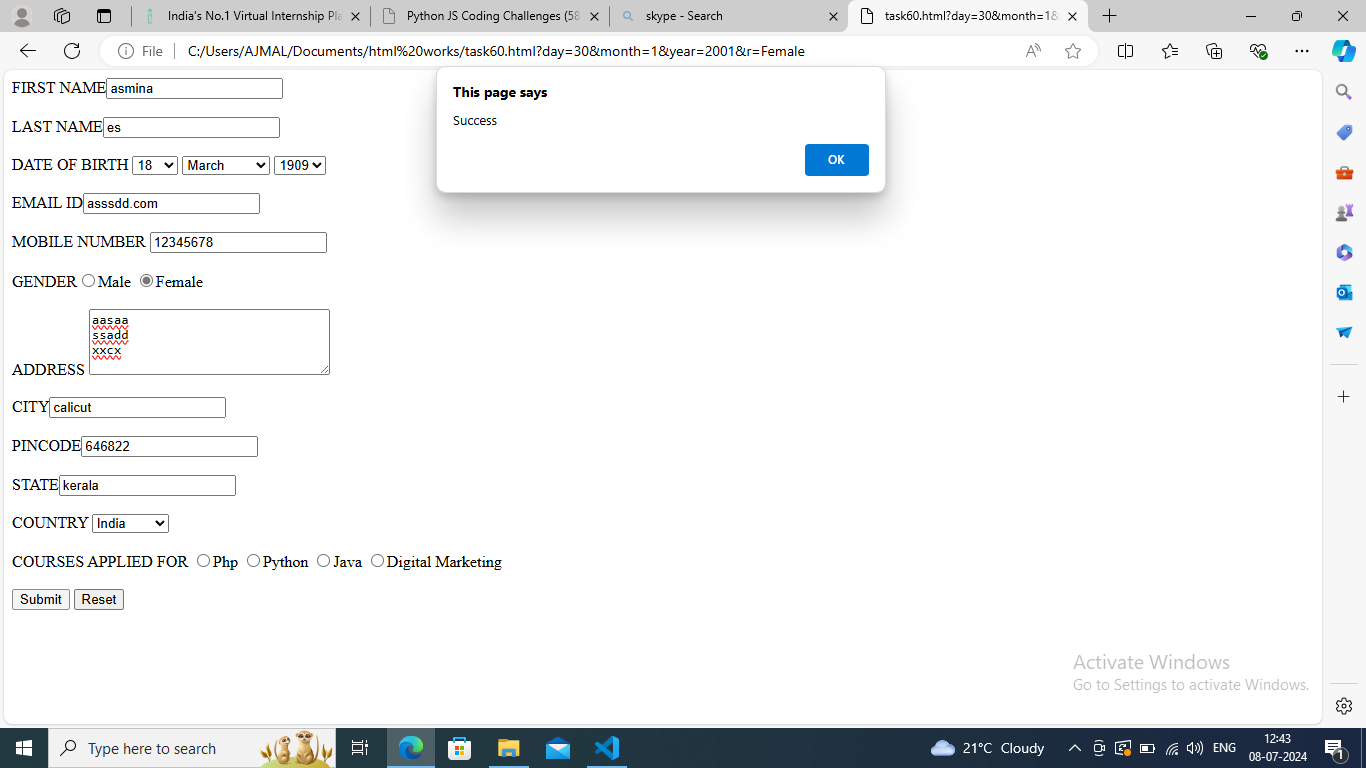 India's No.1 Virtual Internship Pla
Python JS Coding Challenges (58
skype - Search
task60.html?day=30&month=1&
File
C:/Users/AJMAL/Documents/html%20works/task60.html?day=30&month=1&year=2001&r=Female
This page says
Success
OK
FIRST NAME asmina
LAST NAME es
DATE OF BIRTH 18 March 1909
EMAIL ID asssdd.com
MOBILE NUMBER 12345678
GENDER Male Female
aasaa
ssadd
xxcx
ADDRESS
CITY calicut
PINCODE 646822
STATE kerala
COUNTRY India
COURSES APPLIED FOR Php Python Java Digital Marketing
Submit Reset
Activate Windows
Go to Settings to activate Windows.
Type here to search
21°C Cloudy
ENG
12:43
08-07-2024
1